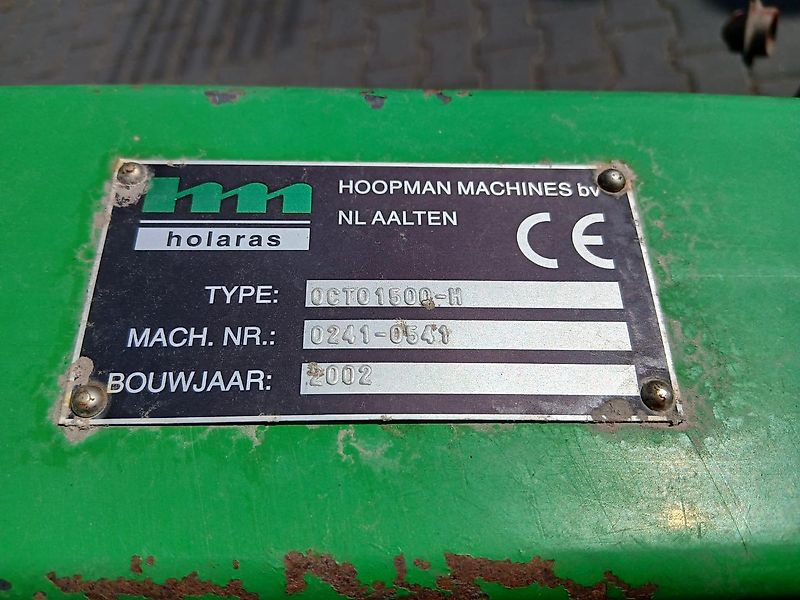 hm
holaras
HOOPMAN MACHINES bv
NL AALTEN
CE
TYPE: OCTO1500-H
MACH. NR.: 0241-0541
BOUWJAAR: 2002